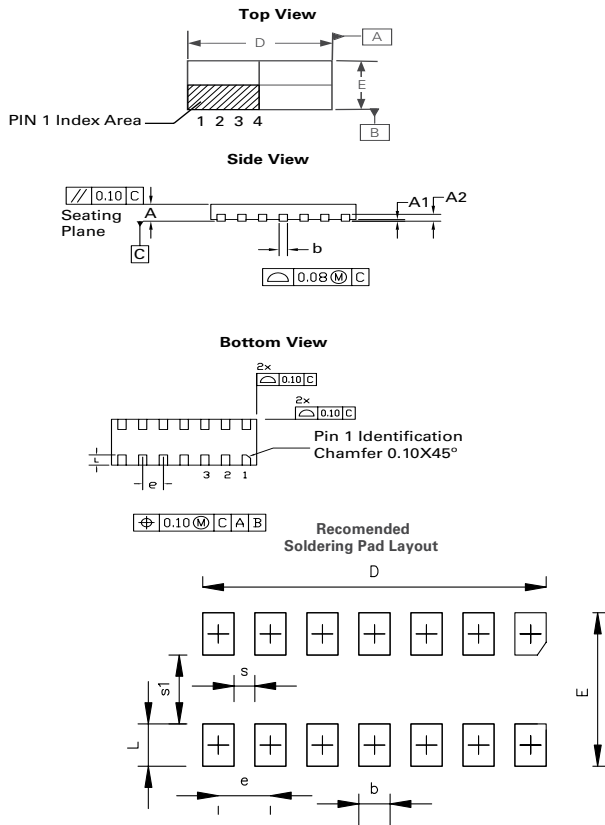 Top View
D
A
E
PIN 1 Index Area
1 2 3 4
B
Side View
// 0.10 C
A1
A2
A
Seating
Plane
b
C
⌓ 0.08 Ⓜ C
Bottom View
2x
⌓ 0.10 C
2x
⌓ 0.10 C
Pin 1 Identification
Chamfer 0.10X45°
L
e
3 2 1
⌖ 0.10 Ⓜ C A B
Recomended
Soldering Pad Layout
D
s
s1
E
L
e
b